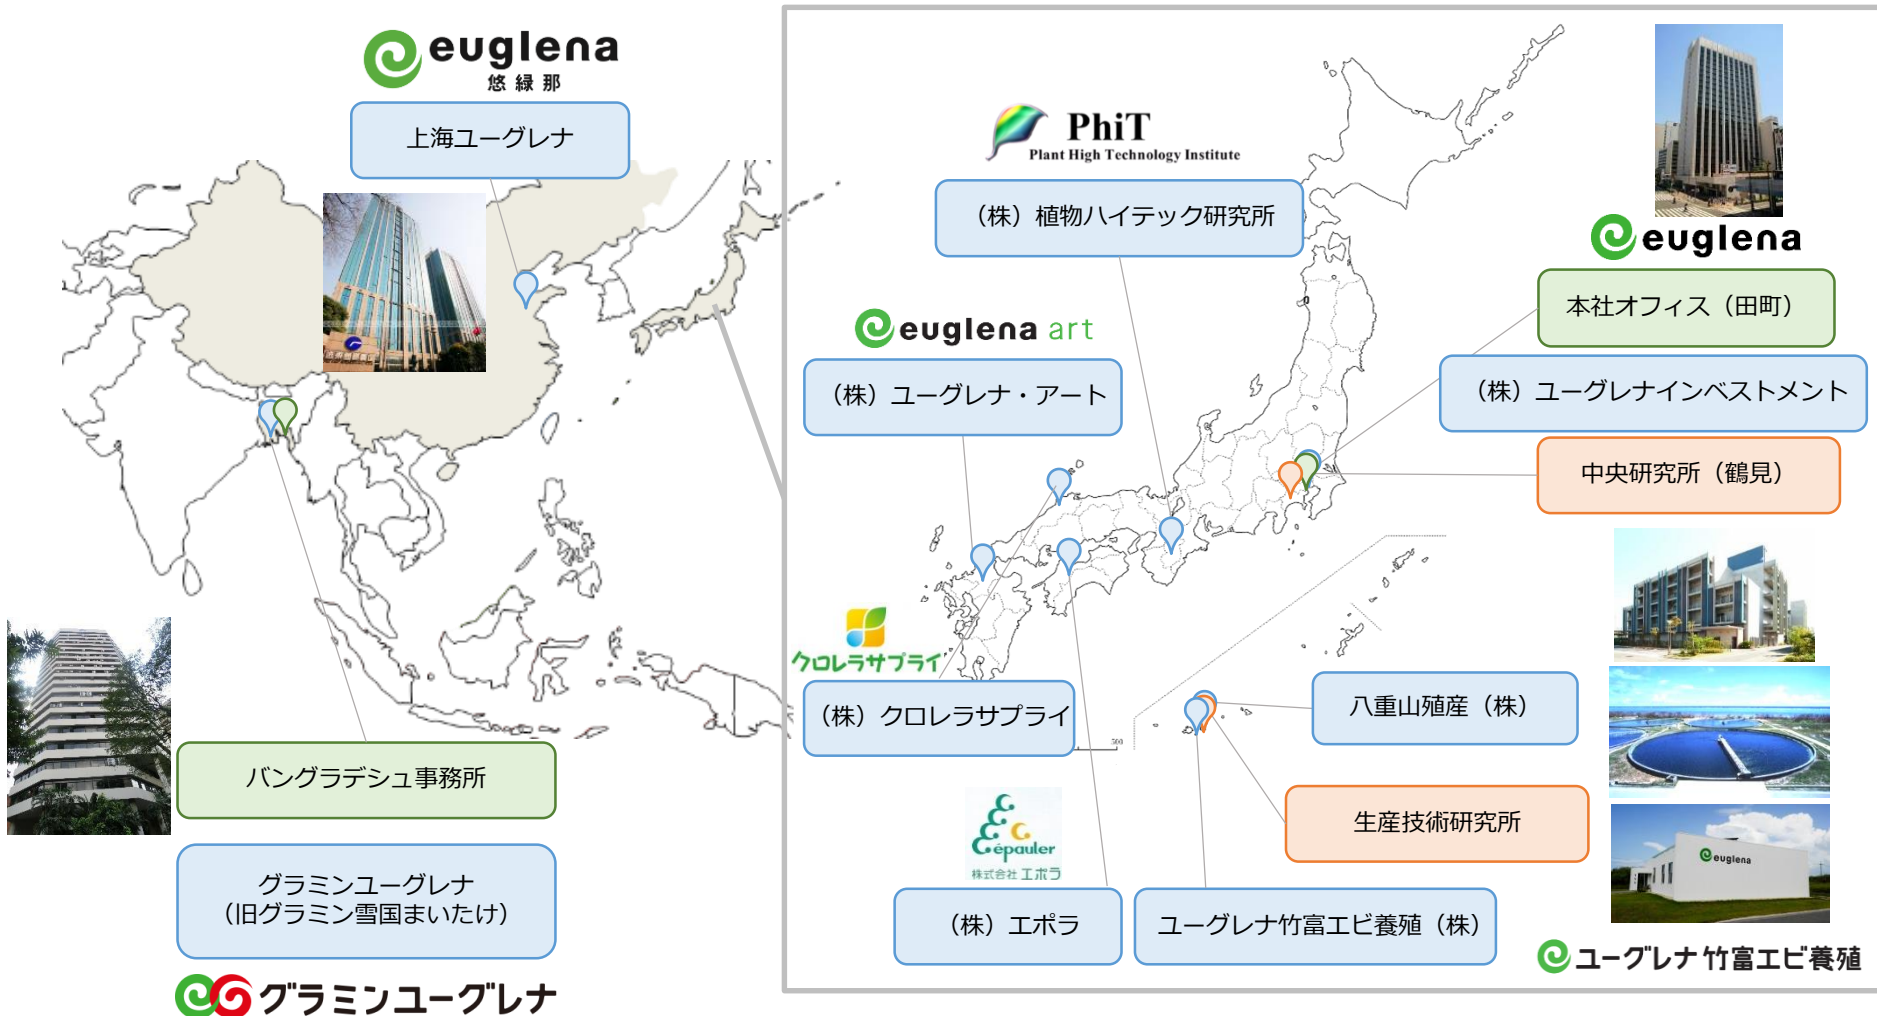 euglena
悠緑那
上海ユーグレナ
バングラデシュ事務所
グラミンユーグレナ
（旧グラミン雪国まいたけ）
グラミンユーグレナ
PhiT
Plant High Technology Institute
（株）植物ハイテック研究所
euglena art
（株）ユーグレナ・アート
クロレラサプライ
（株）クロレラサプライ
épauler
株式会社 エポラ
（株）エポラ
ユーグレナ竹富エビ養殖（株）
euglena
本社オフィス（田町）
（株）ユーグレナインベストメント
中央研究所（鶴見）
八重山殖産（株）
生産技術研究所
500
euglena
ユーグレナ竹富エビ養殖